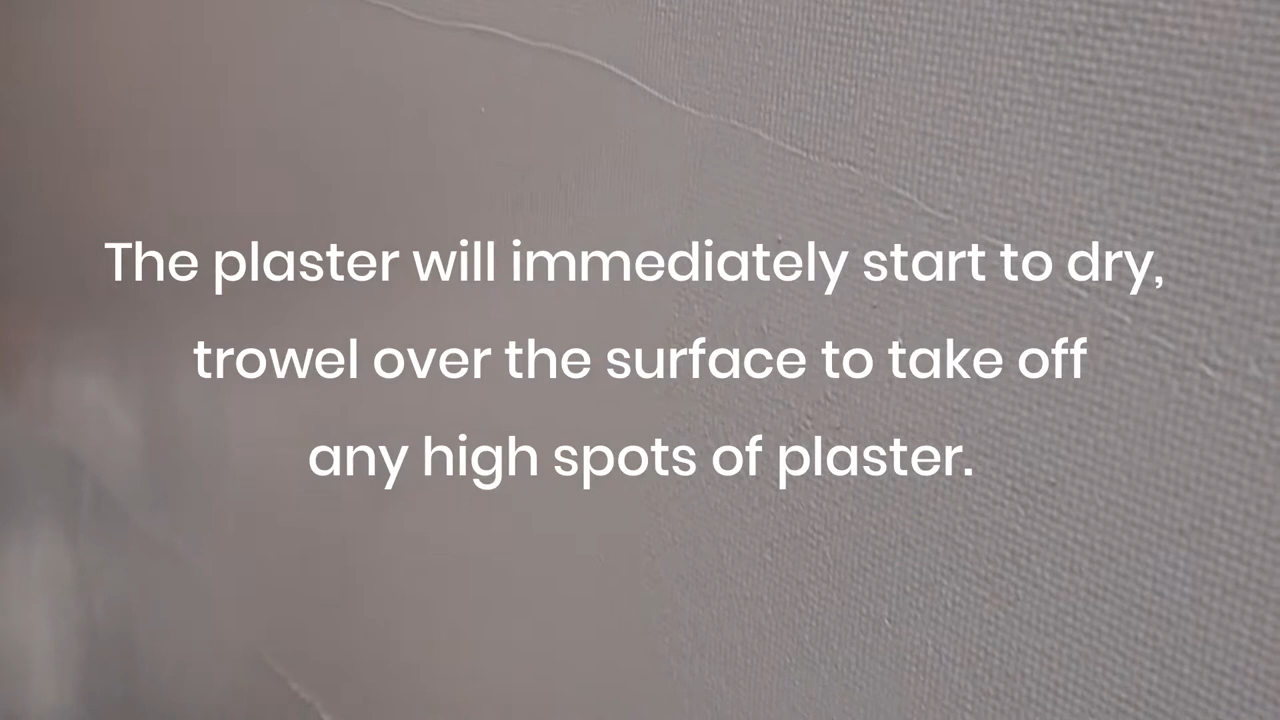 The plaster will immediately start to dry,
trowel over the surface to take off
any high spots of plaster.